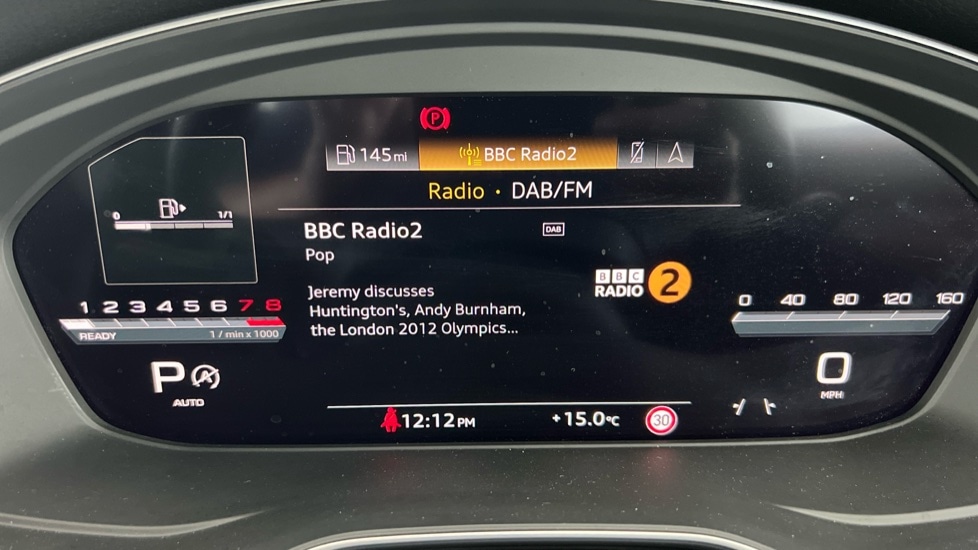 P
145 mi
BBC Radio2
Radio • DAB/FM
0 1/1
BBC Radio2
DAB
Pop
BBC
RADIO 2
Jeremy discusses
Huntington's, Andy Burnham,
the London 2012 Olympics...
1 2 3 4 5 6 7 8
READY 1 / min x 1000
0 40 80 120 160
P A
AUTO
0
MPH
12:12 PM +15.0°C 30